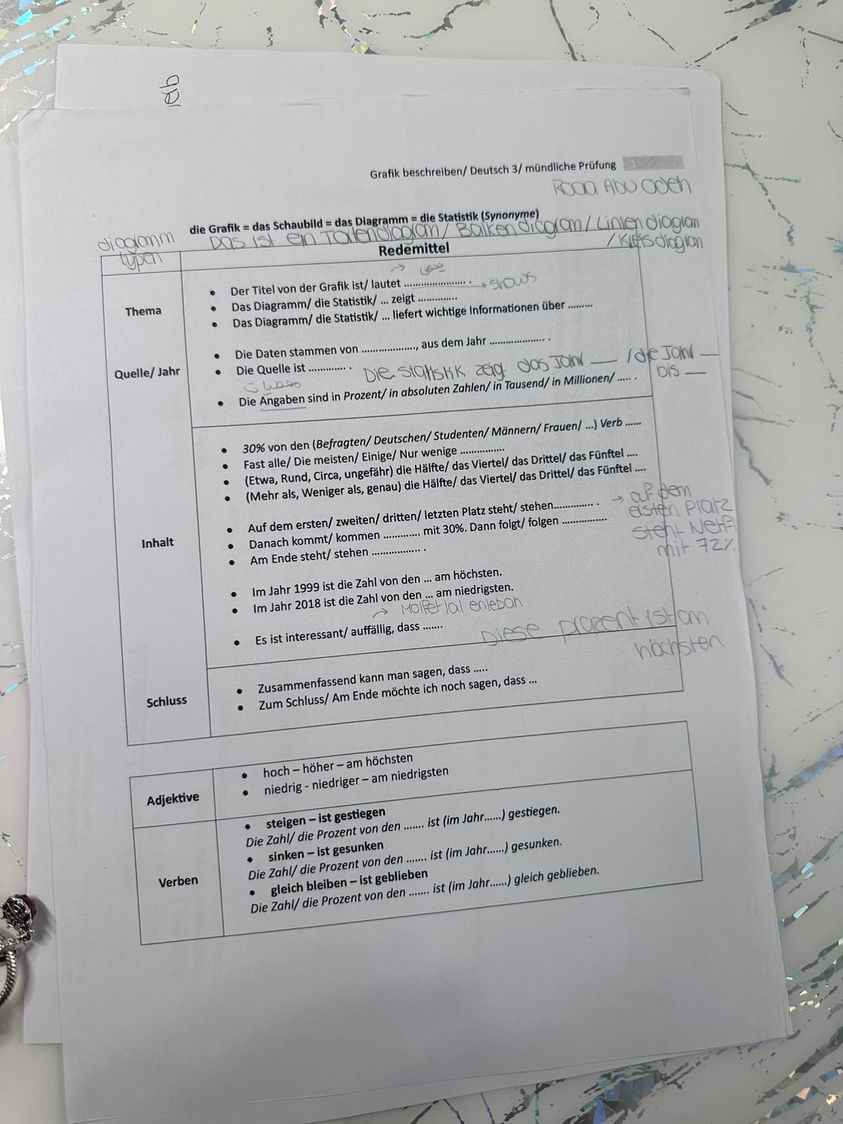 Grafik beschreiben/ Deutsch 3/ mündliche Prüfung
Roaa Abu odeh
die Grafik = das Schaubild = das Diagramm = die Statistik (Synonyme)
diagramm typen
Das ist ein Tortendiagram / Balkendiagram / Liniendiagram
/ Kreisdiagram
Redemittel
Thema
• Der Titel von der Grafik ist/ lautet ........................ .
• Das Diagramm/ die Statistik/ ... zeigt ............. → shows
• Das Diagramm/ die Statistik/ ... liefert wichtige Informationen über .........
Quelle/ Jahr
• Die Daten stammen von .................., aus dem Jahr ................... .
• Die Quelle ist ............. .
Die statistik zeigt das Jahr ___ / die Jahr ___
bis ___
• Die Angaben sind in Prozent/ in absoluten Zahlen/ in Tausend/ in Millionen/ ..... .
Inhalt
• 30% von den (Befragten/ Deutschen/ Studenten/ Männern/ Frauen/ ...) Verb ......
• Fast alle/ Die meisten/ Einige/ Nur wenige ...............
• (Etwa, Rund, Circa, ungefähr) die Hälfte/ das Viertel/ das Drittel/ das Fünftel ....
• (Mehr als, Weniger als, genau) die Hälfte/ das Viertel/ das Drittel/ das Fünftel ....
• Auf dem ersten/ zweiten/ dritten/ letzten Platz steht/ stehen............. .
→ auf dem
ersten Platz
steht Netf
mit 72%
• Danach kommt/ kommen ............ mit 30%. Dann folgt/ folgen ...............
• Am Ende steht/ stehen ................ .
• Im Jahr 1999 ist die Zahl von den ... am höchsten.
• Im Jahr 2018 ist die Zahl von den ... am niedrigsten.
• Es ist interessant/ auffällig, dass .......
Diese prozent ist am
höchsten
Schluss
• Zusammenfassend kann man sagen, dass .....
• Zum Schluss/ Am Ende möchte ich noch sagen, dass ...
Adjektive
• hoch – höher – am höchsten
• niedrig - niedriger – am niedrigsten
Verben
• steigen – ist gestiegen
Die Zahl/ die Prozent von den ....... ist (im Jahr......) gestiegen.
• sinken – ist gesunken
Die Zahl/ die Prozent von den ....... ist (im Jahr......) gesunken.
• gleich bleiben – ist geblieben
Die Zahl/ die Prozent von den ....... ist (im Jahr......) gleich geblieben.